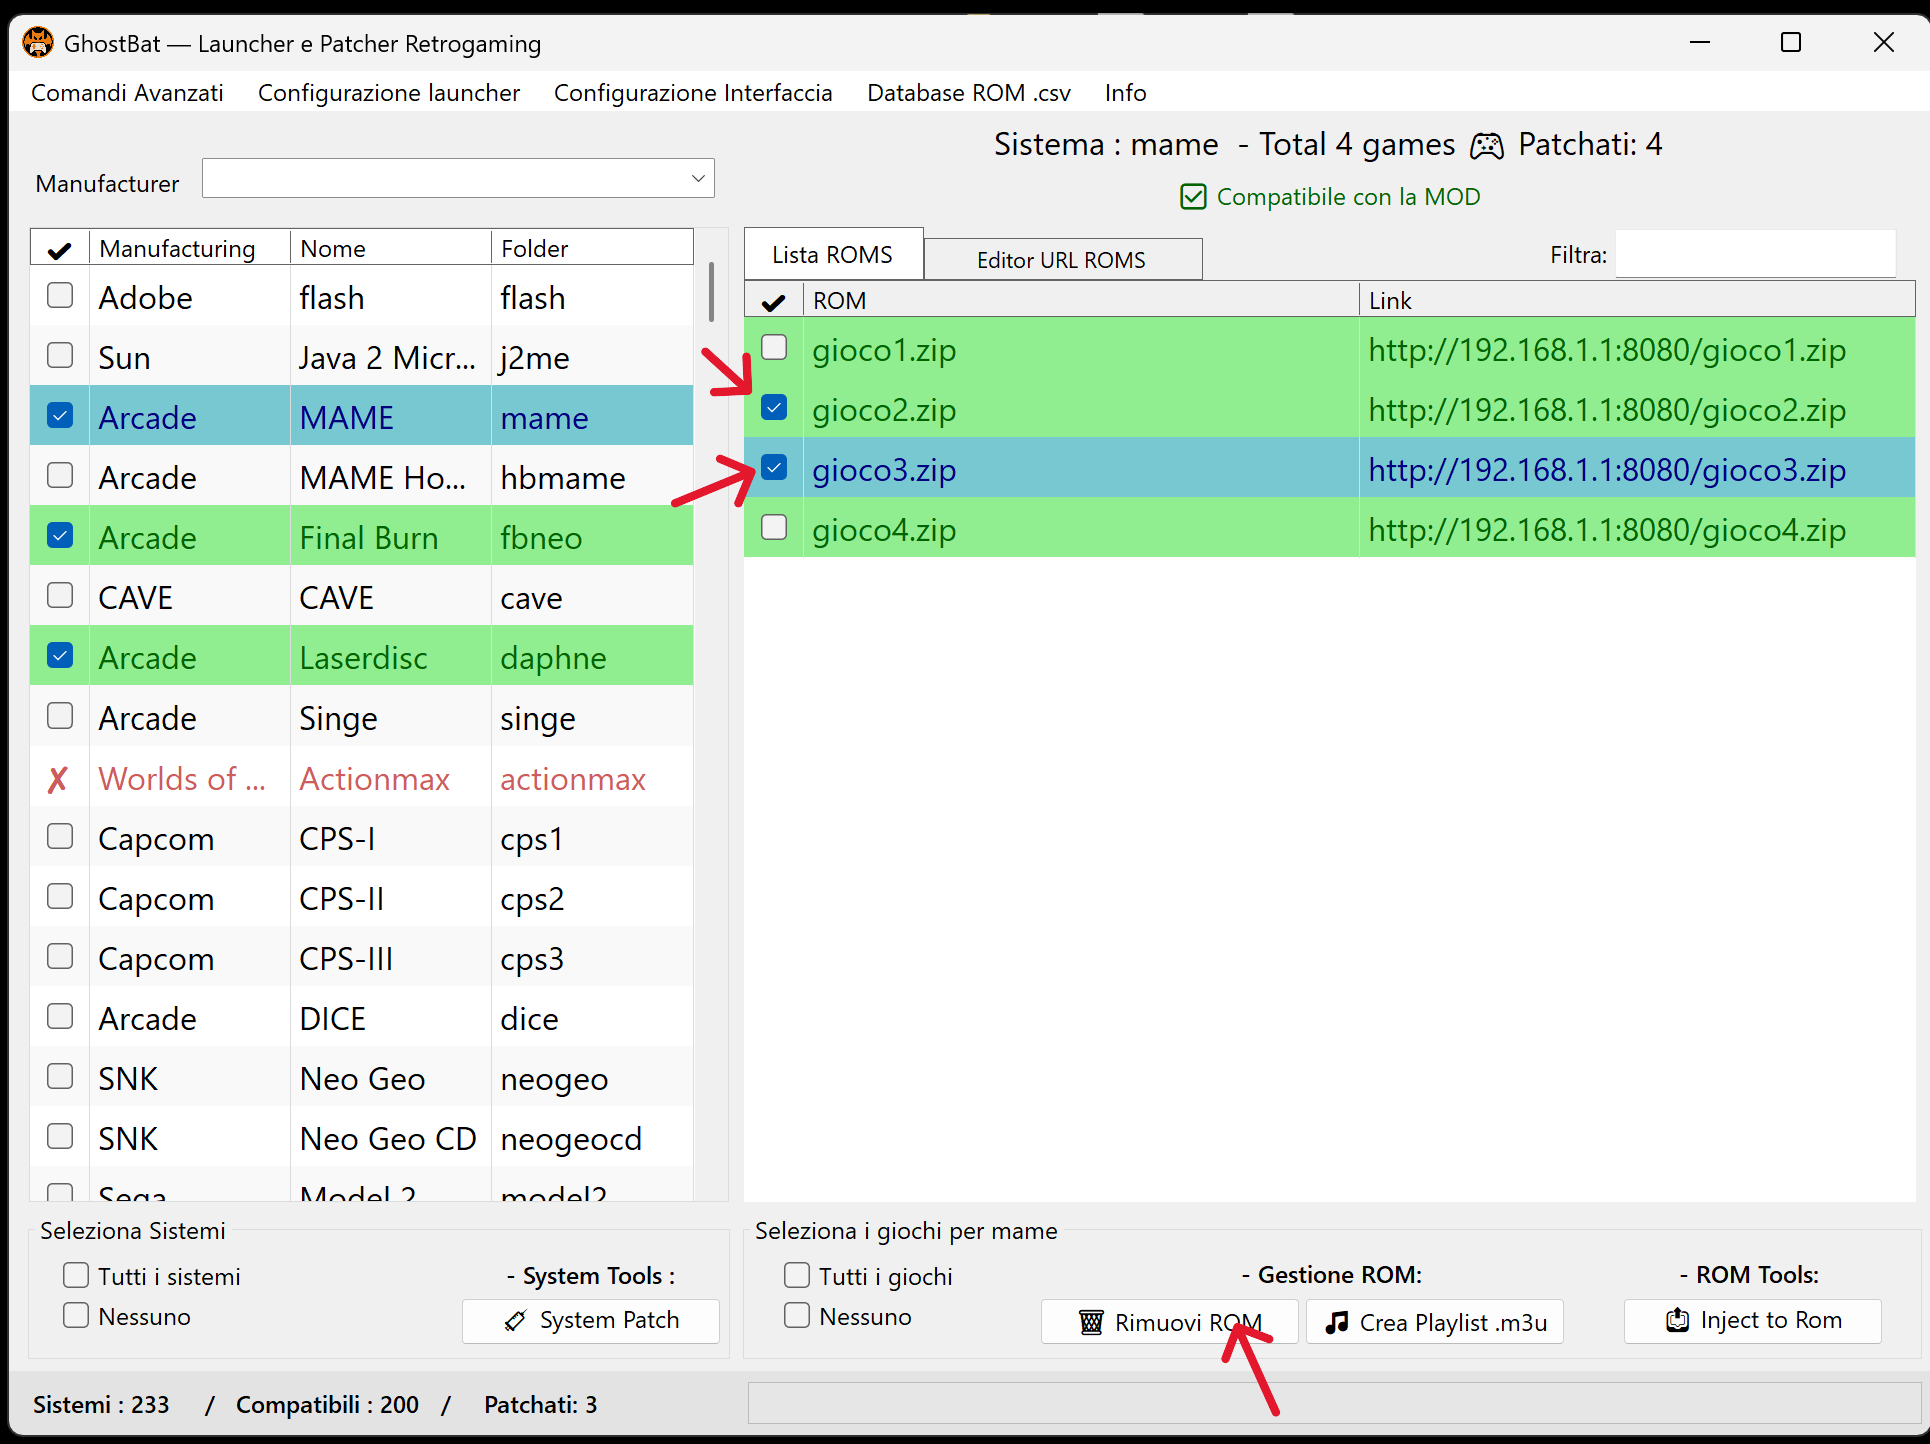 GhostBat — Launcher e Patcher Retrogaming
Comandi Avanzati Configurazione launcher Configurazione Interfaccia Database ROM .csv Info
Sistema : mame - Total 4 games 🎮 Patchati: 4
Manufacturer
Compatibile con la MOD
Lista ROMS Editor URL ROMS Filtra:
✔ Manufacturing Nome Folder
Adobe flash flash
Sun Java 2 Micr... j2me
Arcade MAME mame
Arcade MAME Ho... hbmame
Arcade Final Burn fbneo
CAVE CAVE cave
Arcade Laserdisc daphne
Arcade Singe singe
✗ Worlds of ... Actionmax actionmax
Capcom CPS-I cps1
Capcom CPS-II cps2
Capcom CPS-III cps3
Arcade DICE dice
SNK Neo Geo neogeo
SNK Neo Geo CD neogeocd
Sega Model 2 model2
✔ ROM Link
gioco1.zip http://192.168.1.1:8080/gioco1.zip
gioco2.zip http://192.168.1.1:8080/gioco2.zip
gioco3.zip http://192.168.1.1:8080/gioco3.zip
gioco4.zip http://192.168.1.1:8080/gioco4.zip
Seleziona Sistemi
Tutti i sistemi
Nessuno
- System Tools :
System Patch
Seleziona i giochi per mame
Tutti i giochi
Nessuno
- Gestione ROM:
Rimuovi ROM Crea Playlist .m3u
- ROM Tools:
Inject to Rom
Sistemi : 233 / Compatibili : 200 / Patchati: 3